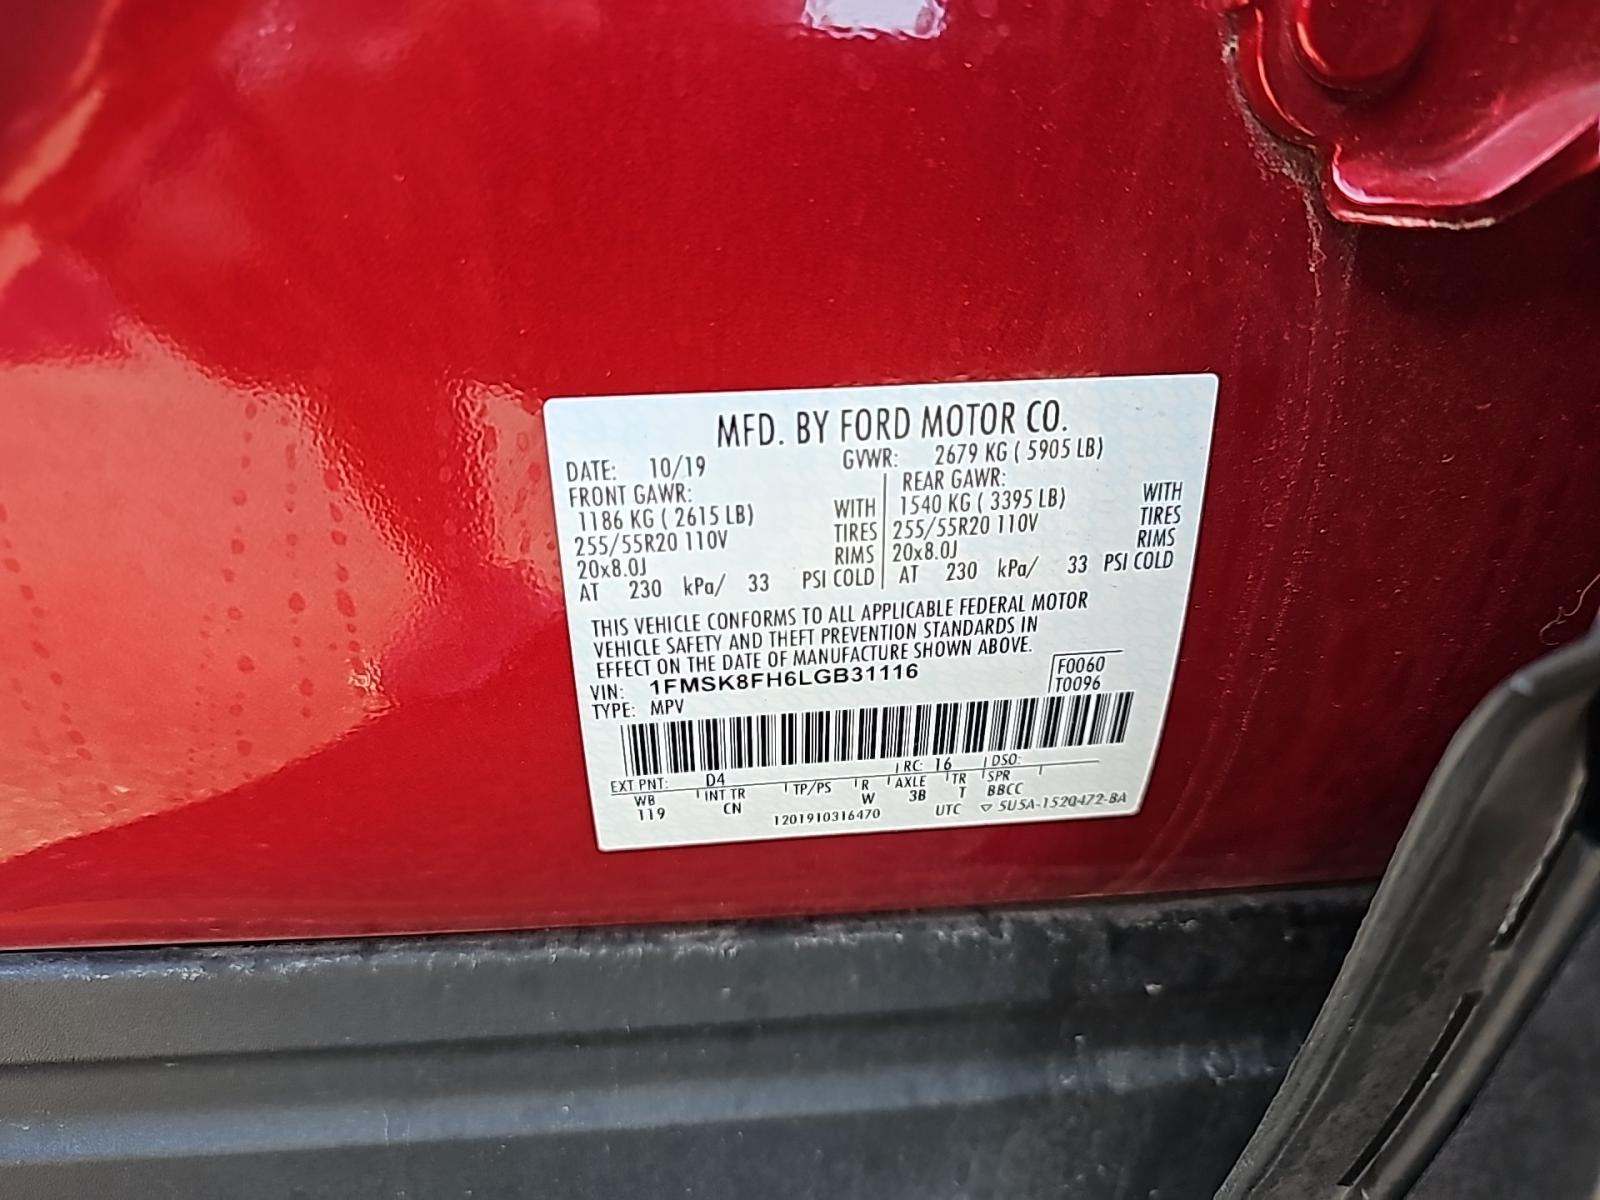 MFD. BY FORD MOTOR CO.
DATE: 10/19 GVWR: 2679 KG ( 5905 LB)
FRONT GAWR: REAR GAWR:
1186 KG ( 2615 LB) WITH 1540 KG ( 3395 LB) WITH
255/55R20 110V TIRES 255/55R20 110V TIRES
20x8.0J RIMS 20x8.0J RIMS
AT 230 kPa/ 33 PSI COLD AT 230 kPa/ 33 PSI COLD
THIS VEHICLE CONFORMS TO ALL APPLICABLE FEDERAL MOTOR
VEHICLE SAFETY AND THEFT PREVENTION STANDARDS IN
EFFECT ON THE DATE OF MANUFACTURE SHOWN ABOVE.
VIN: 1FMSK8FH6LGB31116 F0060
TYPE: MPV T0096
EXT PNT: D4 RC: 16 DSO:
WB INT TR TP/PS R AXLE TR SPR
119 CN W 3B T BBCC
1201910316470 UTC ▽ 5U5A-1520472-BA